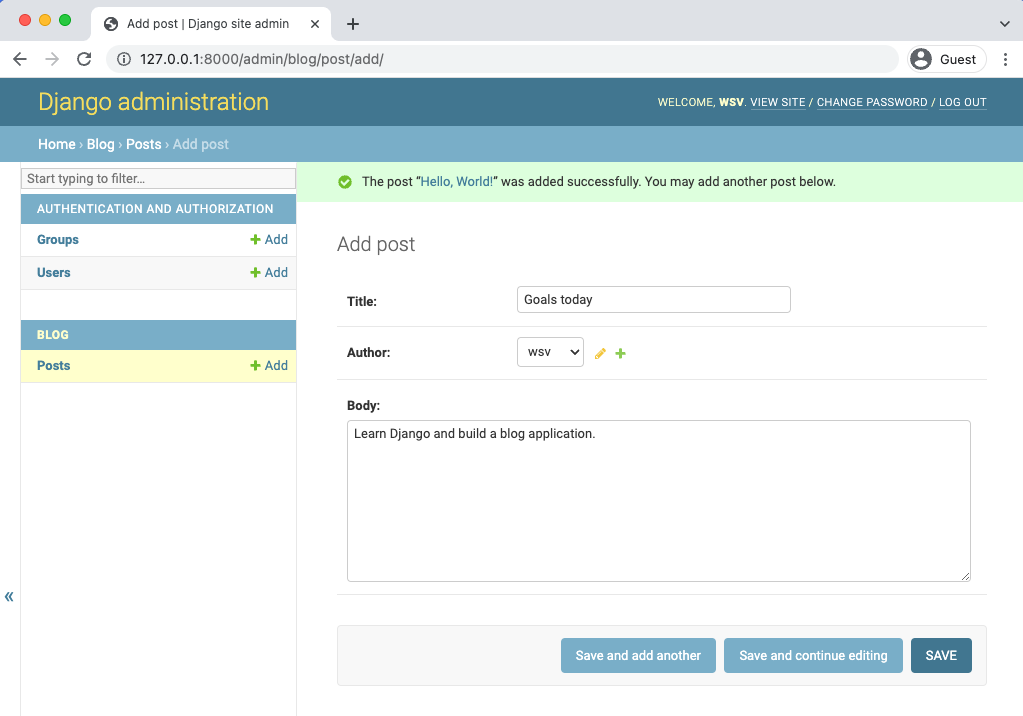 Add post | Django site admin
127.0.0.1:8000/admin/blog/post/add/
Guest
Django administration
WELCOME, WSV. VIEW SITE / CHANGE PASSWORD / LOG OUT
Home › Blog › Posts › Add post
Start typing to filter...
The post “Hello, World!” was added successfully. You may add another post below.
AUTHENTICATION AND AUTHORIZATION
Groups + Add
Users + Add
BLOG
Posts + Add
Add post
Title: Goals today
Author: wsv
Body:
Learn Django and build a blog application.
«
Save and add another Save and continue editing SAVE